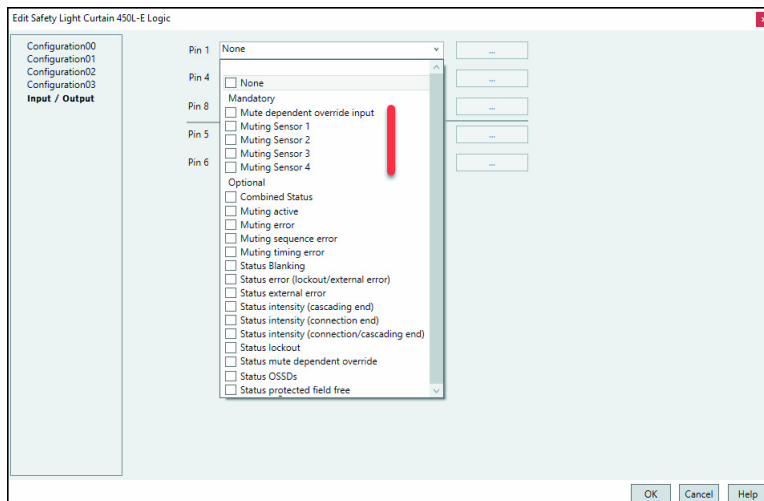 Edit Safety Light Curtain 450L-E Logic
x
Configuration00
Configuration01
Configuration02
Configuration03
Input / Output
Pin 1 None ...
Pin 4 ...
Pin 8 ...
Pin 5 ...
Pin 6 ...
None
Mandatory
Mute dependent override input
Muting Sensor 1
Muting Sensor 2
Muting Sensor 3
Muting Sensor 4
Optional
Combined Status
Muting active
Muting error
Muting sequence error
Muting timing error
Status Blanking
Status error (lockout/external error)
Status external error
Status intensity (cascading end)
Status intensity (connection end)
Status intensity (connection/cascading end)
Status lockout
Status mute dependent override
Status OSSDs
Status protected field free
OK Cancel Help